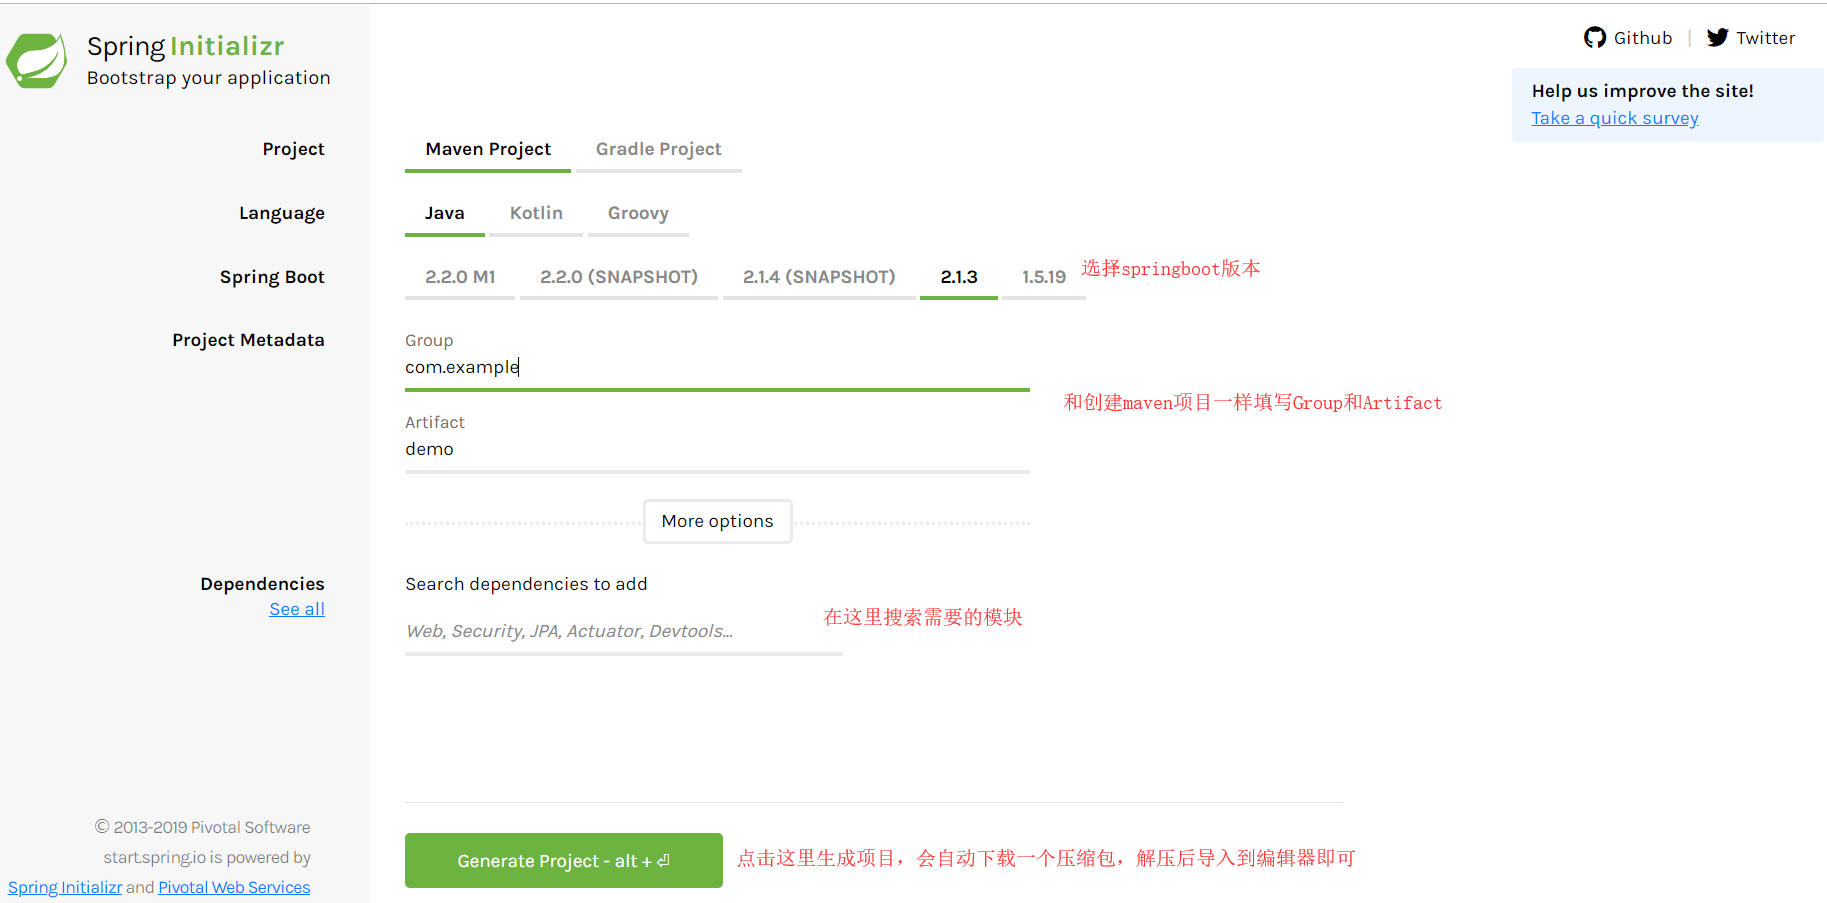 Spring Initializr
Bootstrap your application
Github | Twitter
Help us improve the site!
Take a quick survey
Project
Maven Project Gradle Project
Language
Java Kotlin Groovy
Spring Boot
2.2.0 M1 2.2.0 (SNAPSHOT) 2.1.4 (SNAPSHOT) 2.1.3 1.5.19
选择springboot版本
Project Metadata
Group
com.example
和创建maven项目一样填写Group和Artifact
Artifact
demo
More options
Dependencies
See all
Search dependencies to add
Web, Security, JPA, Actuator, Devtools...
在这里搜索需要的模块
Generate Project - alt + ⏎
点击这里生成项目，会自动下载一个压缩包，解压后导入到编辑器即可
© 2013-2019 Pivotal Software
start.spring.io is powered by
Spring Initializr and Pivotal Web Services